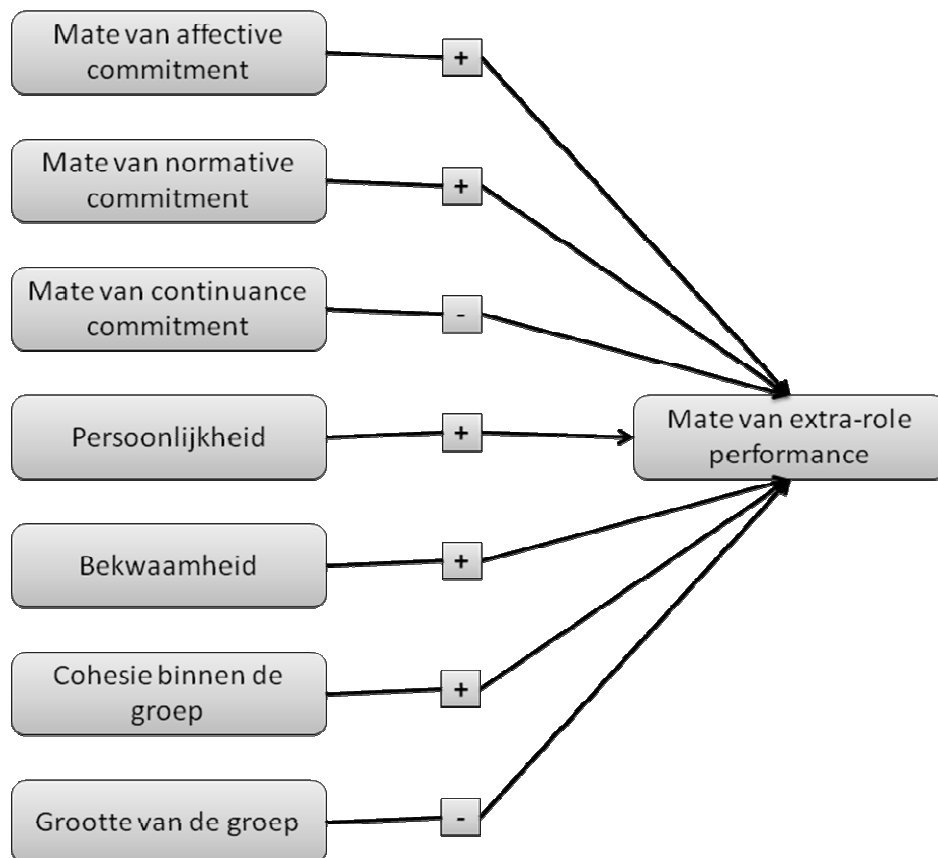 Mate van affective
commitment
+
Mate van normative
commitment
+
Mate van continuance
commitment
-
Persoonlijkheid
+
Mate van extra-role
performance
Bekwaamheid
+
Cohesie binnen de
groep
+
Grootte van de groep
-